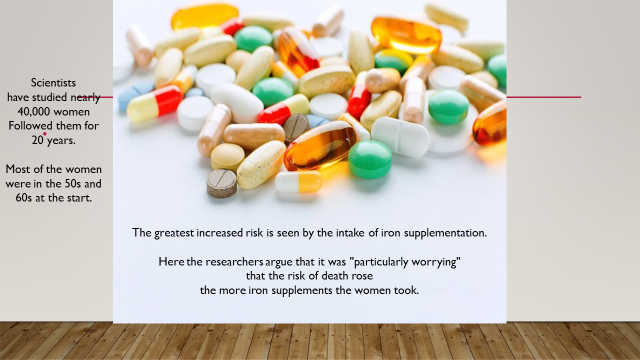 Scientists
have studied nearly
40,000 women
Followed them for
20 years.
Most of the women
were in the 50s and
60s at the start.
The greatest increased risk is seen by the intake of iron supplementation.
Here the researchers argue that it was "particularly worrying"
that the risk of death rose
the more iron supplements the women took.